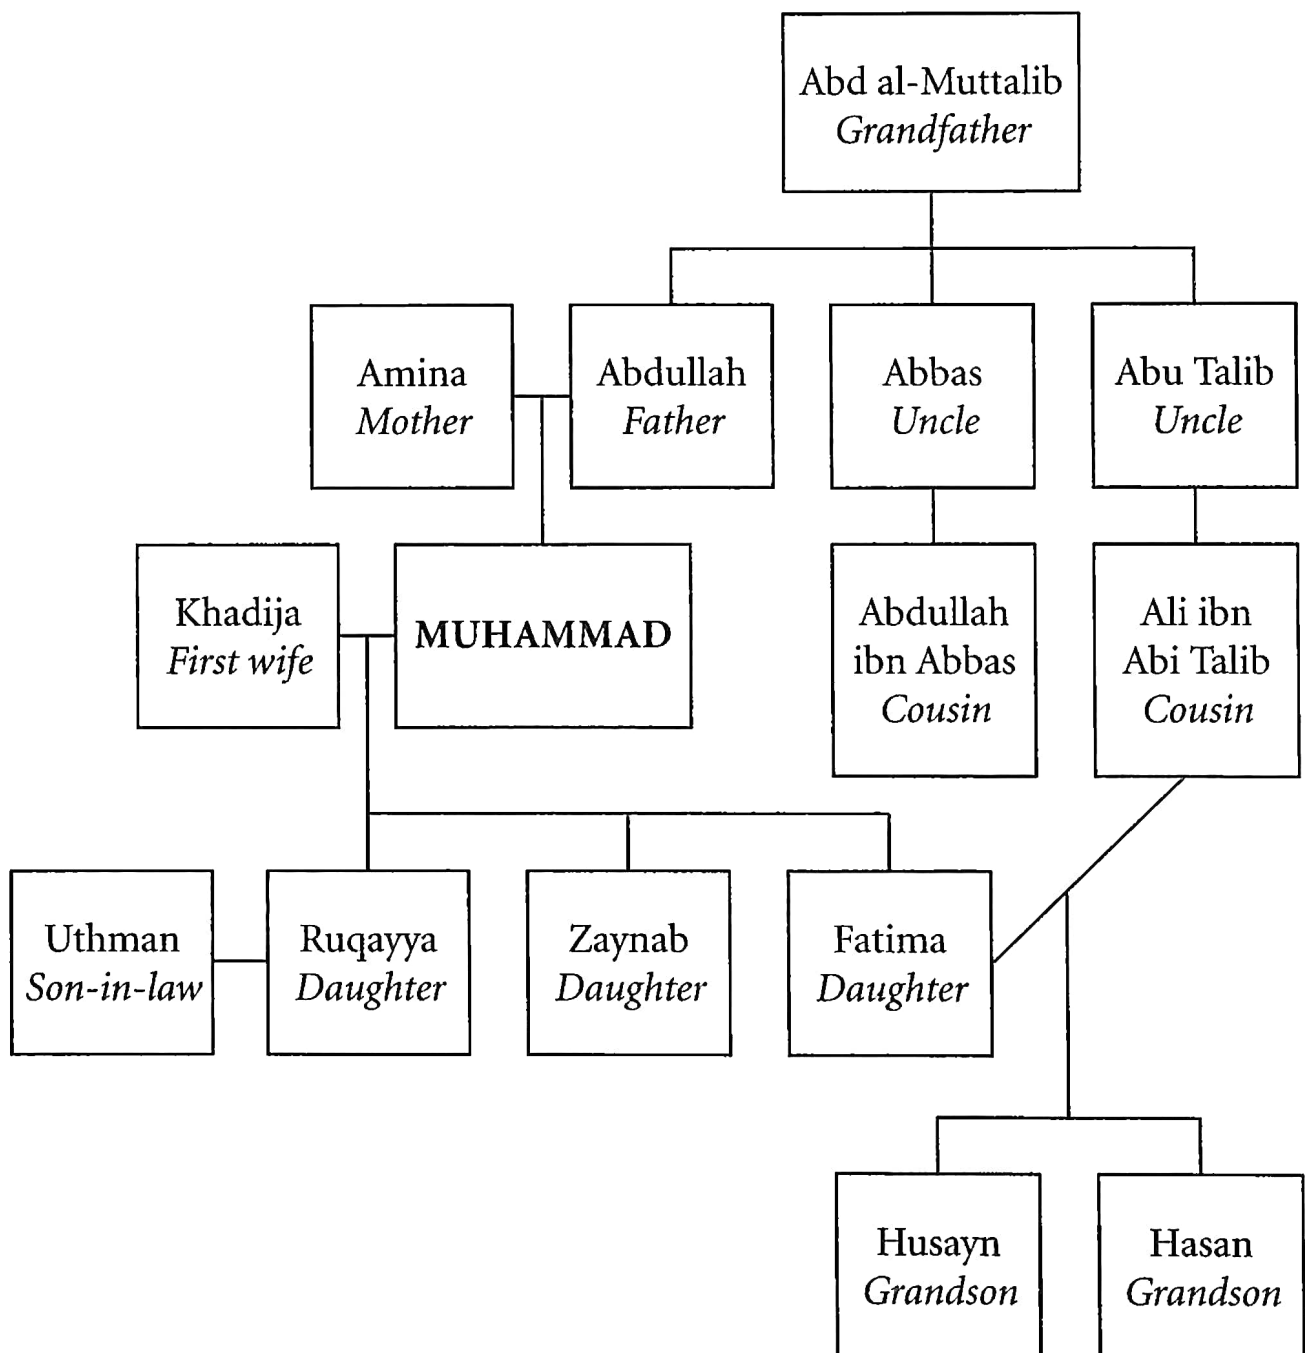 Abd al-Muttalib
Grandfather
Amina
Mother
Abdullah
Father
Abbas
Uncle
Abu Talib
Uncle
Khadija
First wife
MUHAMMAD
Abdullah
ibn Abbas
Cousin
Ali ibn
Abi Talib
Cousin
Uthman
Son-in-law
Ruqayya
Daughter
Zaynab
Daughter
Fatima
Daughter
Husayn
Grandson
Hasan
Grandson